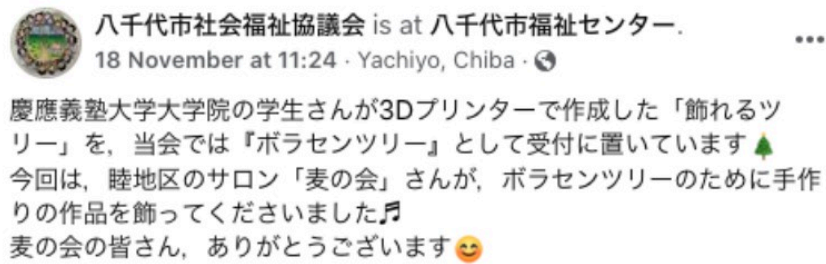 八千代市社会福祉協議会 is at 八千代市福祉センター.
18 November at 11:24 · Yachiyo, Chiba ·
慶應義塾大学大学院の学生さんが3Dプリンターで作成した「飾れるツ
リー」を，当会では『ボラセンツリー』として受付に置いています🎄
今回は，睦地区のサロン「麦の会」さんが，ボラセンツリーのために手作
りの作品を飾ってくださいました🎵
麦の会の皆さん，ありがとうございます😊